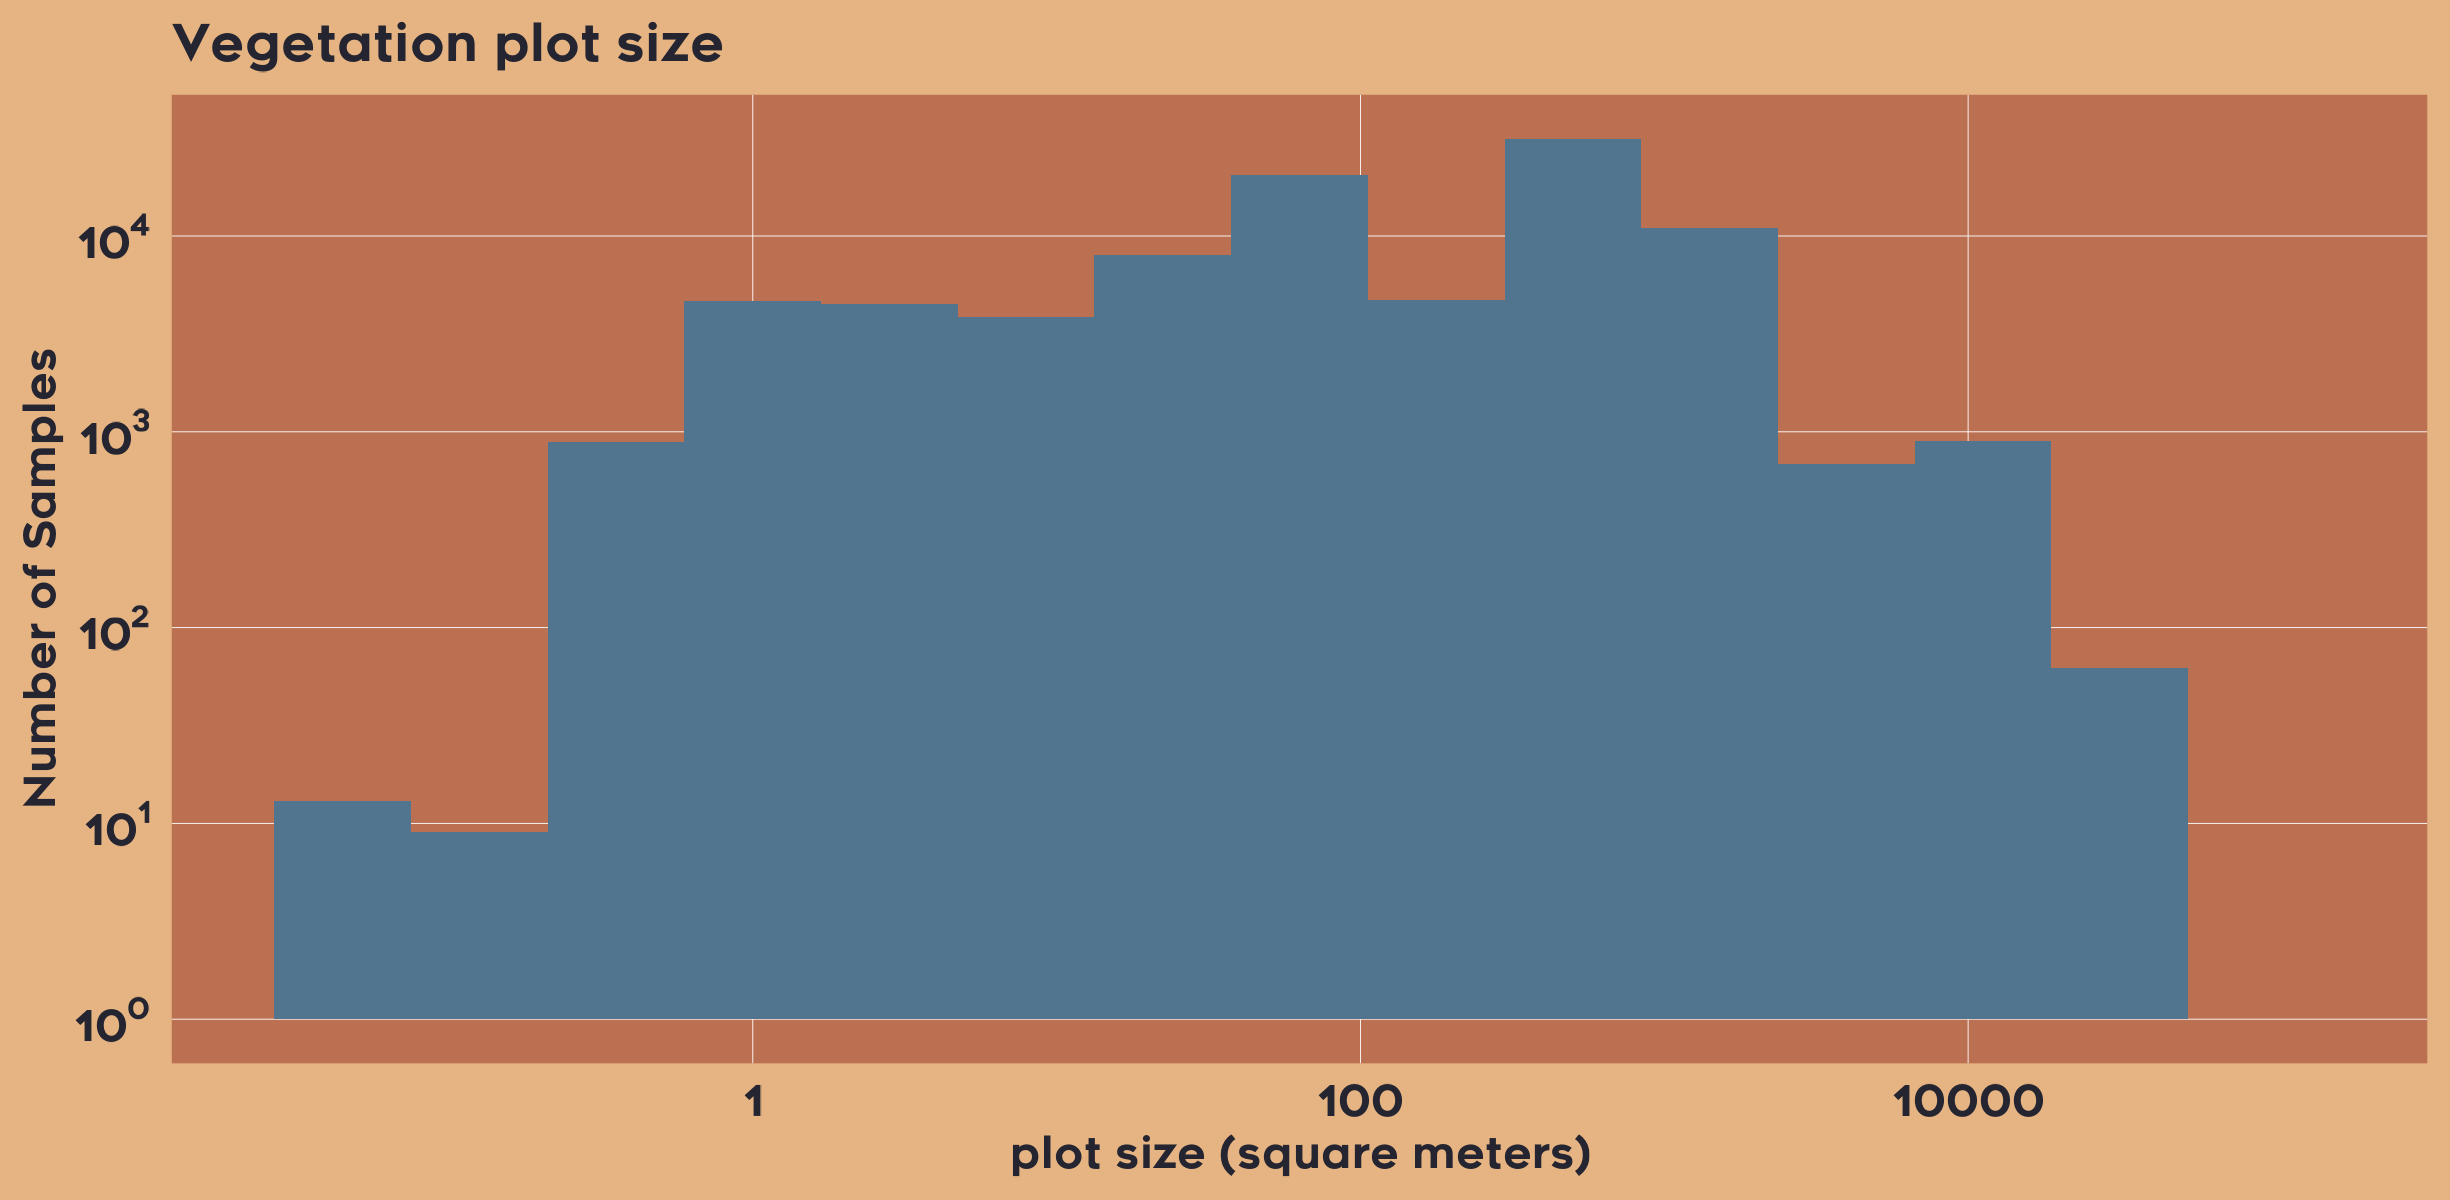 Vegetation plot size
Number of Samples
10⁴
10³
10²
10¹
10⁰
1 100 10000
plot size (square meters)